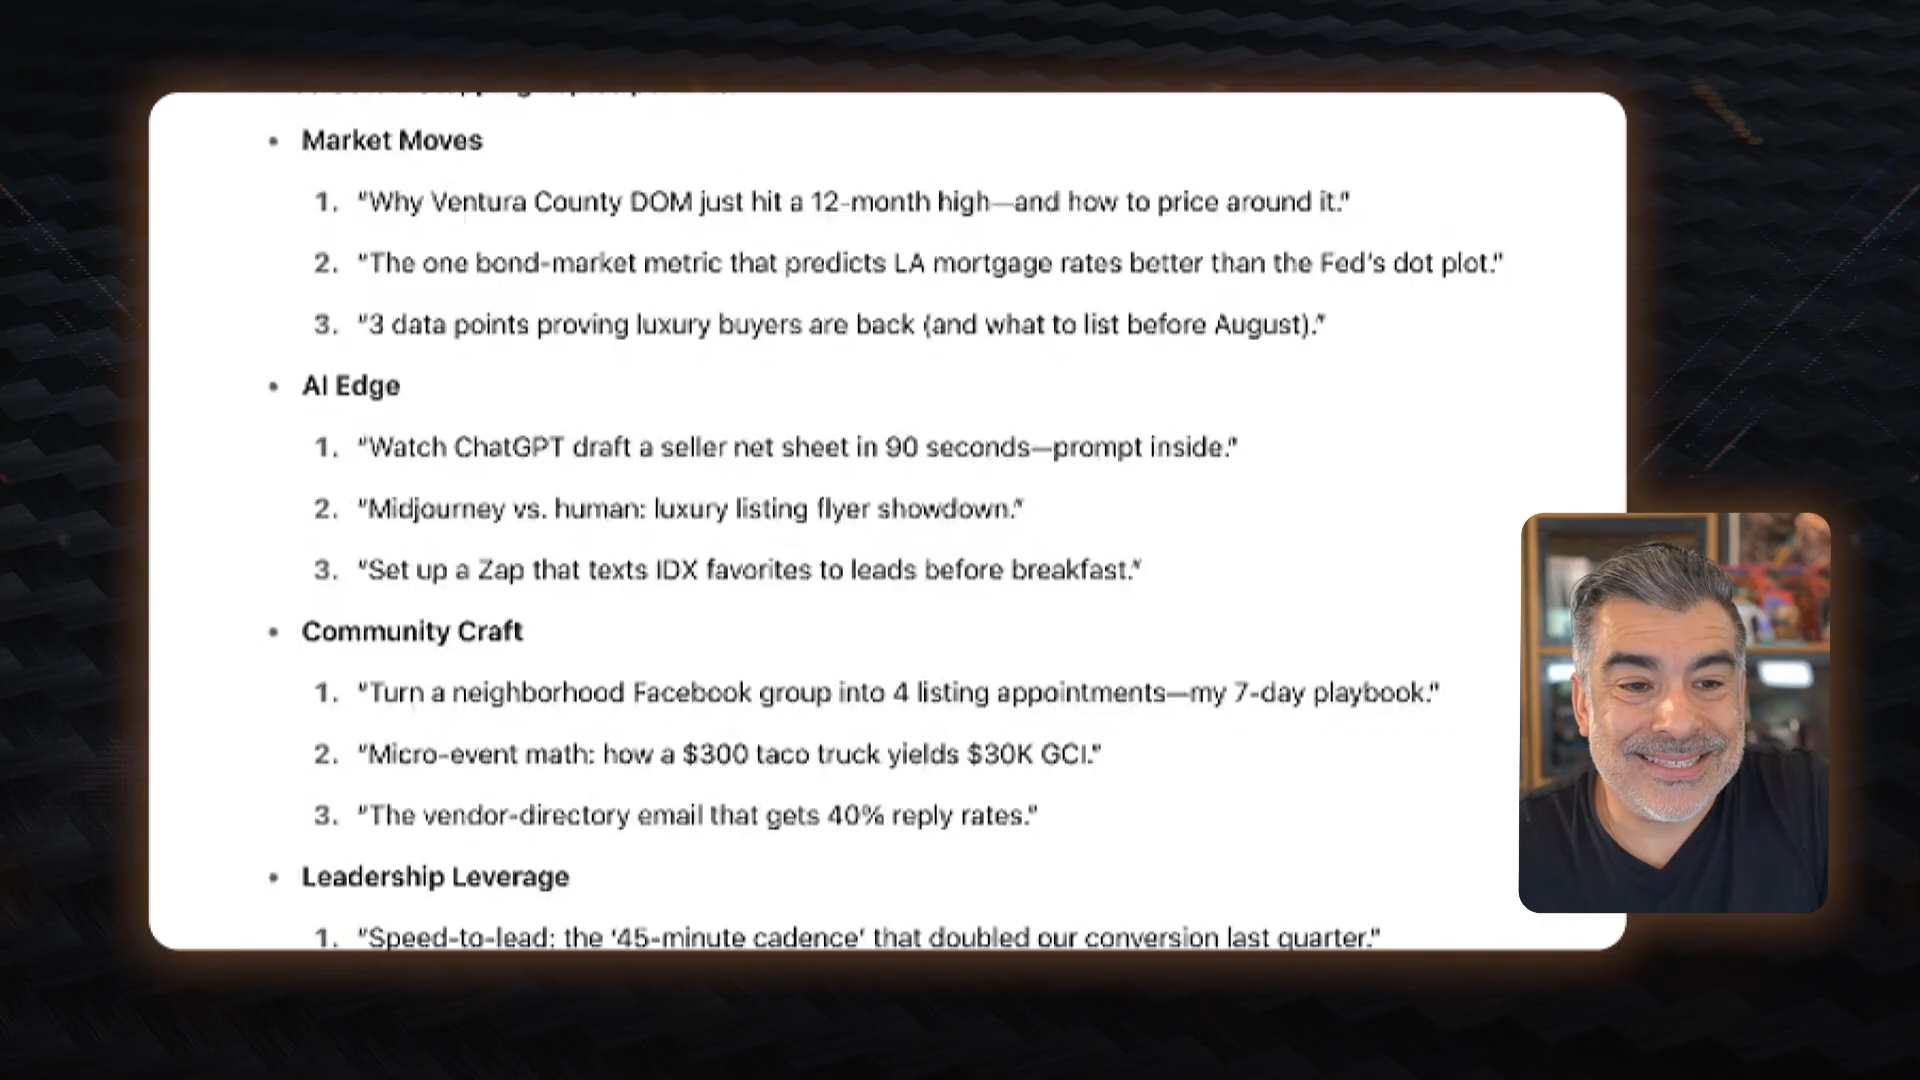 • Market Moves
1. "Why Ventura County DOM just hit a 12-month high—and how to price around it."
2. "The one bond-market metric that predicts LA mortgage rates better than the Fed's dot plot."
3. "3 data points proving luxury buyers are back (and what to list before August)."
• AI Edge
1. "Watch ChatGPT draft a seller net sheet in 90 seconds—prompt inside."
2. "Midjourney vs. human: luxury listing flyer showdown."
3. "Set up a Zap that texts IDX favorites to leads before breakfast."
• Community Craft
1. "Turn a neighborhood Facebook group into 4 listing appointments—my 7-day playbook."
2. "Micro-event math: how a $300 taco truck yields $30K GCI."
3. "The vendor-directory email that gets 40% reply rates."
• Leadership Leverage
1. "Speed-to-lead: the '45-minute cadence' that doubled our conversion last quarter."